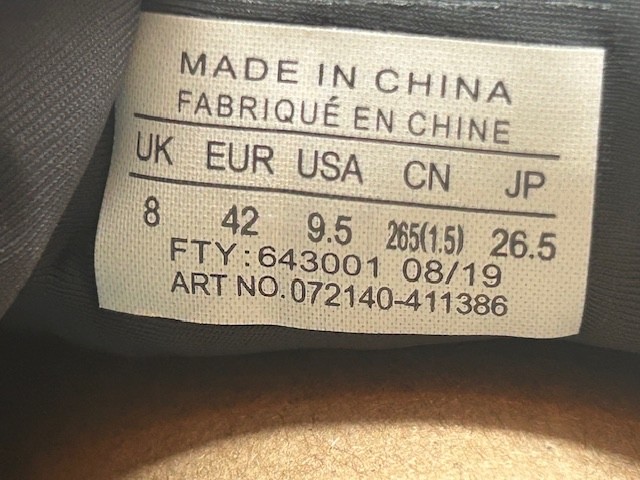 MADE IN CHINA
FABRIQUÉ EN CHINE
UK EUR USA CN JP
8 42 9.5 265(1.5) 26.5
FTY: 643001 08/19
ART NO. 072140-411386